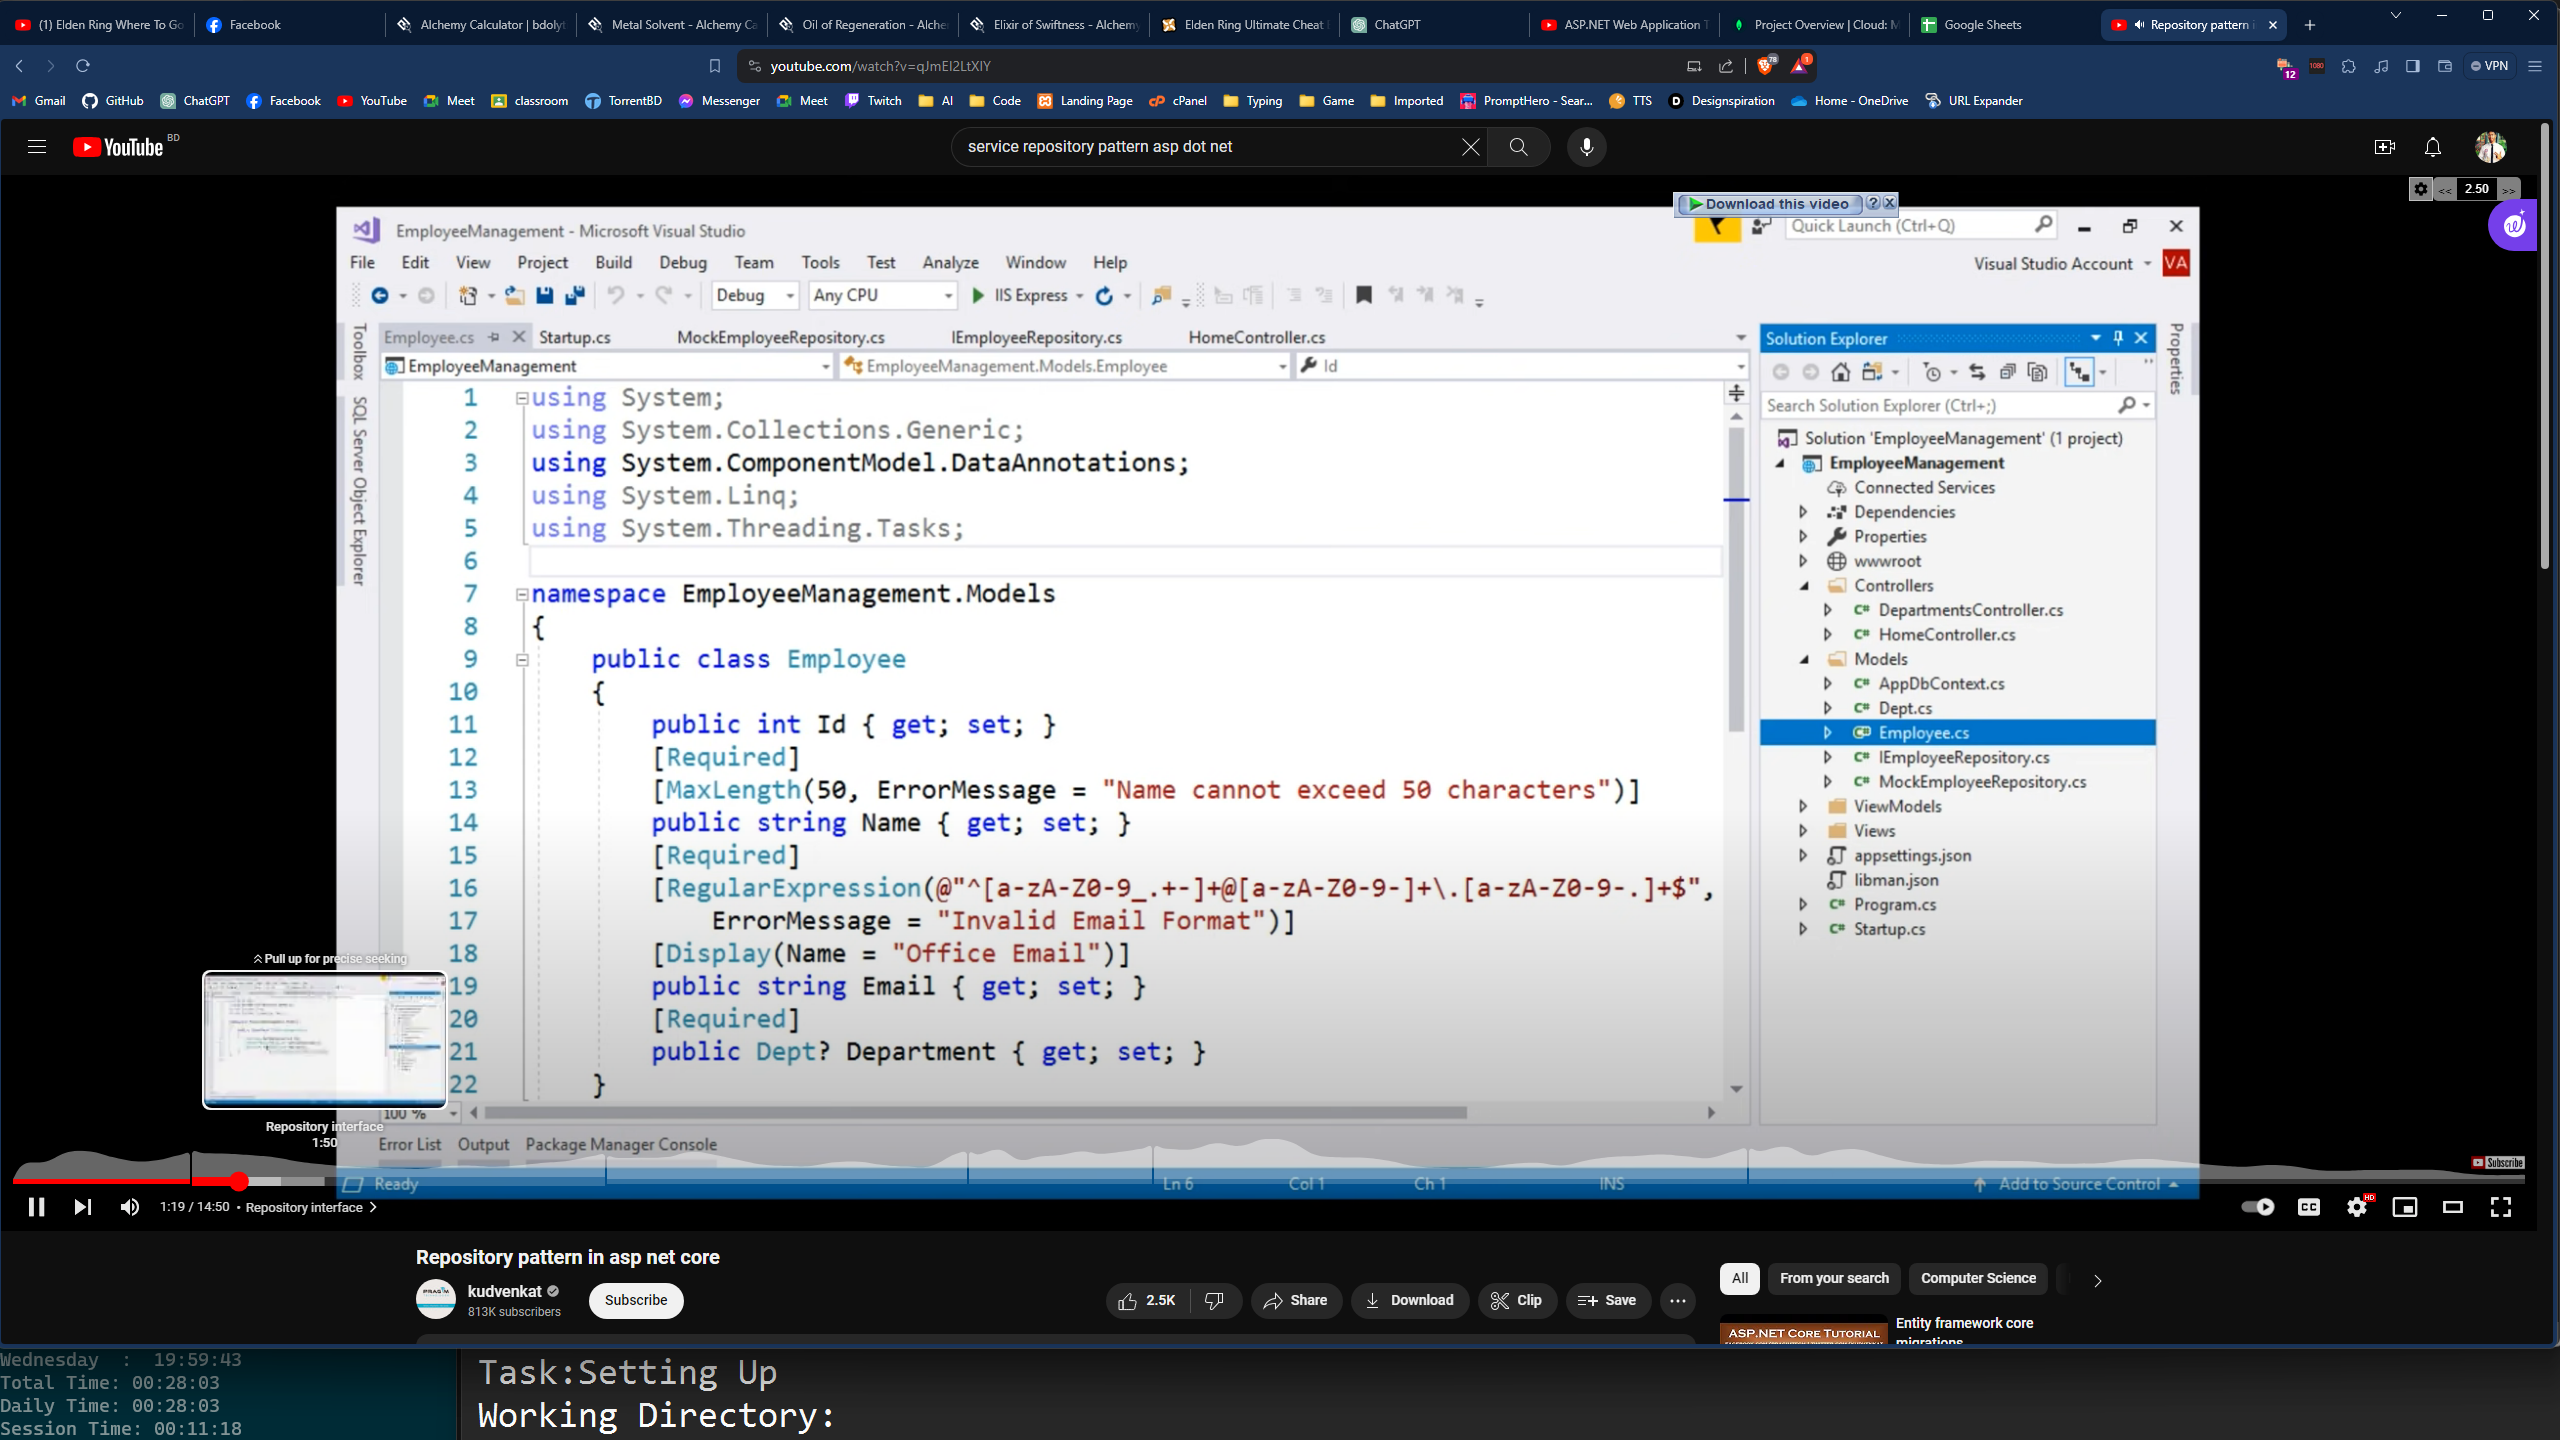 (1) Elden Ring Where To Go
Facebook
Alchemy Calculator | bdolyt
Metal Solvent - Alchemy Ca
Oil of Regeneration - Alche
Elixir of Swiftness - Alchemy
Elden Ring Ultimate Cheat
ChatGPT
ASP.NET Web Application T
Project Overview | Cloud: M
Google Sheets
Repository pattern i
youtube.com/watch?v=qJmEI2LtXIY
78
1
12
1080
VPN
Gmail GitHub ChatGPT Facebook YouTube Meet classroom TorrentBD Messenger Meet Twitch AI Code Landing Page cPanel Typing Game Imported PromptHero - Sear... TTS Designspiration Home - OneDrive URL Expander
YouTube BD
service repository pattern asp dot net
<< 2.50 >>
Download this video ? X
EmployeeManagement - Microsoft Visual Studio
Quick Launch (Ctrl+Q)
File Edit View Project Build Debug Team Tools Test Analyze Window Help
Visual Studio Account VA
Debug Any CPU IIS Express
Toolbox
SQL Server Object Explorer
Employee.cs Startup.cs MockEmployeeRepository.cs IEmployeeRepository.cs HomeController.cs
EmployeeManagement EmployeeManagement.Models.Employee Id
1 using System;
2 using System.Collections.Generic;
3 using System.ComponentModel.DataAnnotations;
4 using System.Linq;
5 using System.Threading.Tasks;
6
7 namespace EmployeeManagement.Models
8 {
9 public class Employee
10 {
11 public int Id { get; set; }
12 [Required]
13 [MaxLength(50, ErrorMessage = "Name cannot exceed 50 characters")]
14 public string Name { get; set; }
15 [Required]
16 [RegularExpression(@"^[a-zA-Z0-9_.+-]+@[a-zA-Z0-9-]+\.[a-zA-Z0-9-.]+$",
17 ErrorMessage = "Invalid Email Format")]
18 [Display(Name = "Office Email")]
19 public string Email { get; set; }
20 [Required]
21 public Dept? Department { get; set; }
22 }
100 %
Solution Explorer
Properties
Search Solution Explorer (Ctrl+;)
Solution 'EmployeeManagement' (1 project)
EmployeeManagement
Connected Services
Dependencies
Properties
wwwroot
Controllers
C# DepartmentsController.cs
C# HomeController.cs
Models
C# AppDbContext.cs
C# Dept.cs
C# Employee.cs
C# IEmployeeRepository.cs
C# MockEmployeeRepository.cs
ViewModels
Views
appsettings.json
libman.json
C# Program.cs
C# Startup.cs
Pull up for precise seeking
Repository interface
1:50
Error List Output Package Manager Console
Subscribe
Ready Ln 6 Col 1 Ch 1 INS Add to Source Control
1:19 / 14:50 • Repository interface
CC
HD
Repository pattern in asp net core
PRAGIM
kudvenkat
813K subscribers
Subscribe
2.5K
Share
Download
Clip
Save
All
From your search
Computer Science
ASP.NET CORE TUTORIAL
Entity framework core
migrations
Wednesday : 19:59:43
Total Time: 00:28:03
Daily Time: 00:28:03
Session Time: 00:11:18
Task:Setting Up
Working Directory: